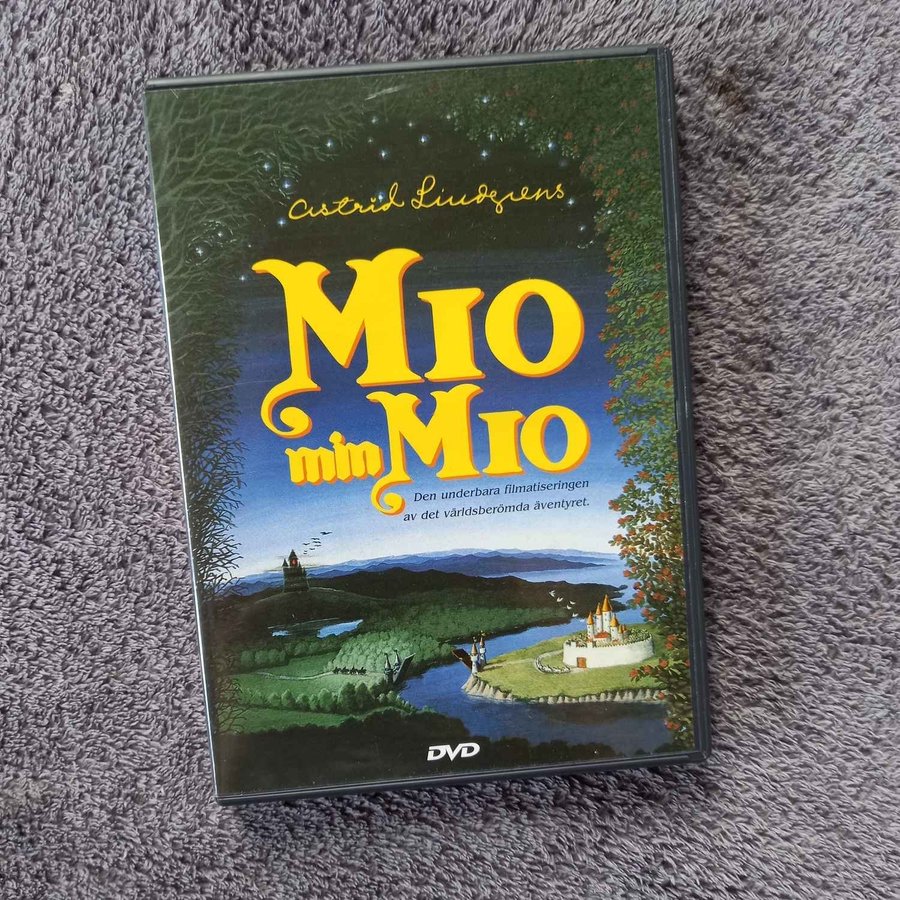 Astrid Lindgrens
MIO
min MIO
Den underbara filmatiseringen
av det världsberömda äventyret.
DVD